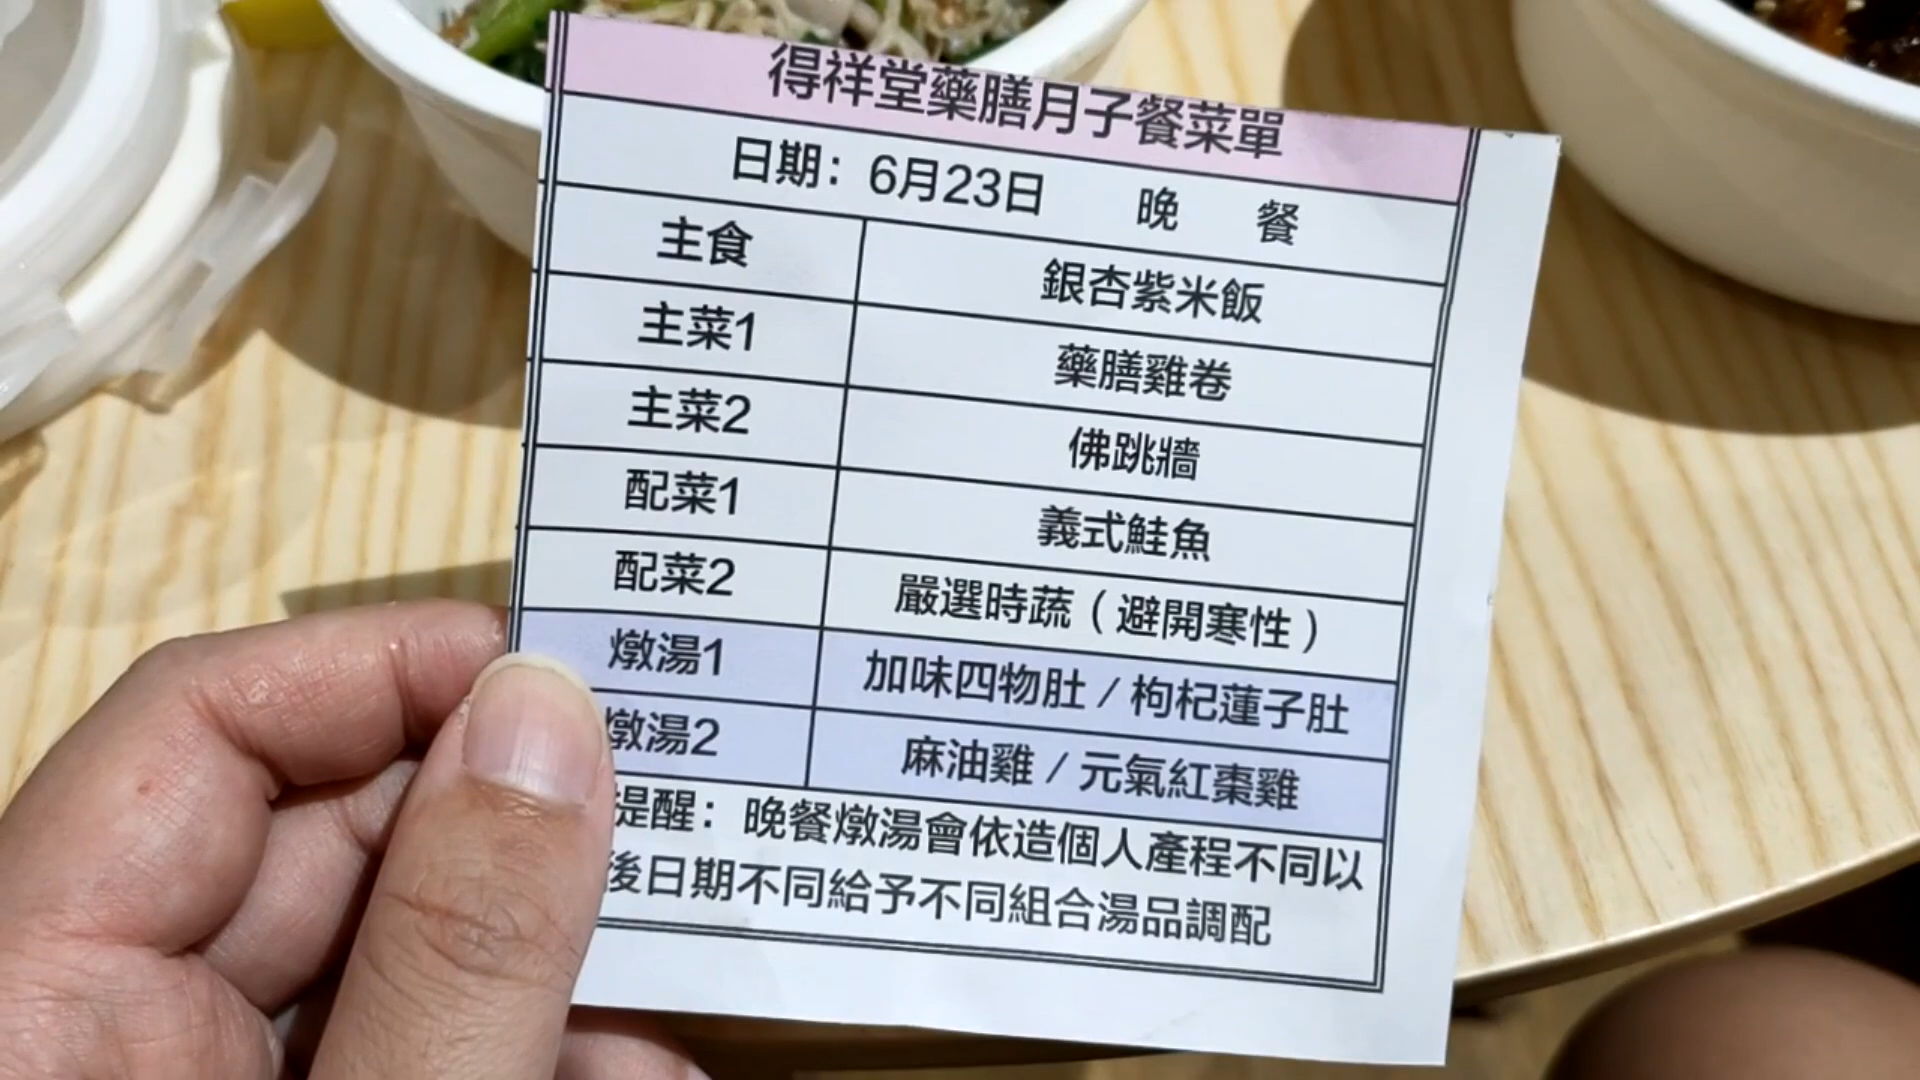 得祥堂藥膳月子餐菜單
日期：6月23日 晚 餐
主食 銀杏紫米飯
主菜1 藥膳雞卷
主菜2 佛跳牆
配菜1 義式鮭魚
配菜2 嚴選時蔬（避開寒性）
燉湯1 加味四物肚／枸杞蓮子肚
燉湯2 麻油雞／元氣紅棗雞
提醒：晚餐燉湯會依造個人產程不同以
後日期不同給予不同組合湯品調配